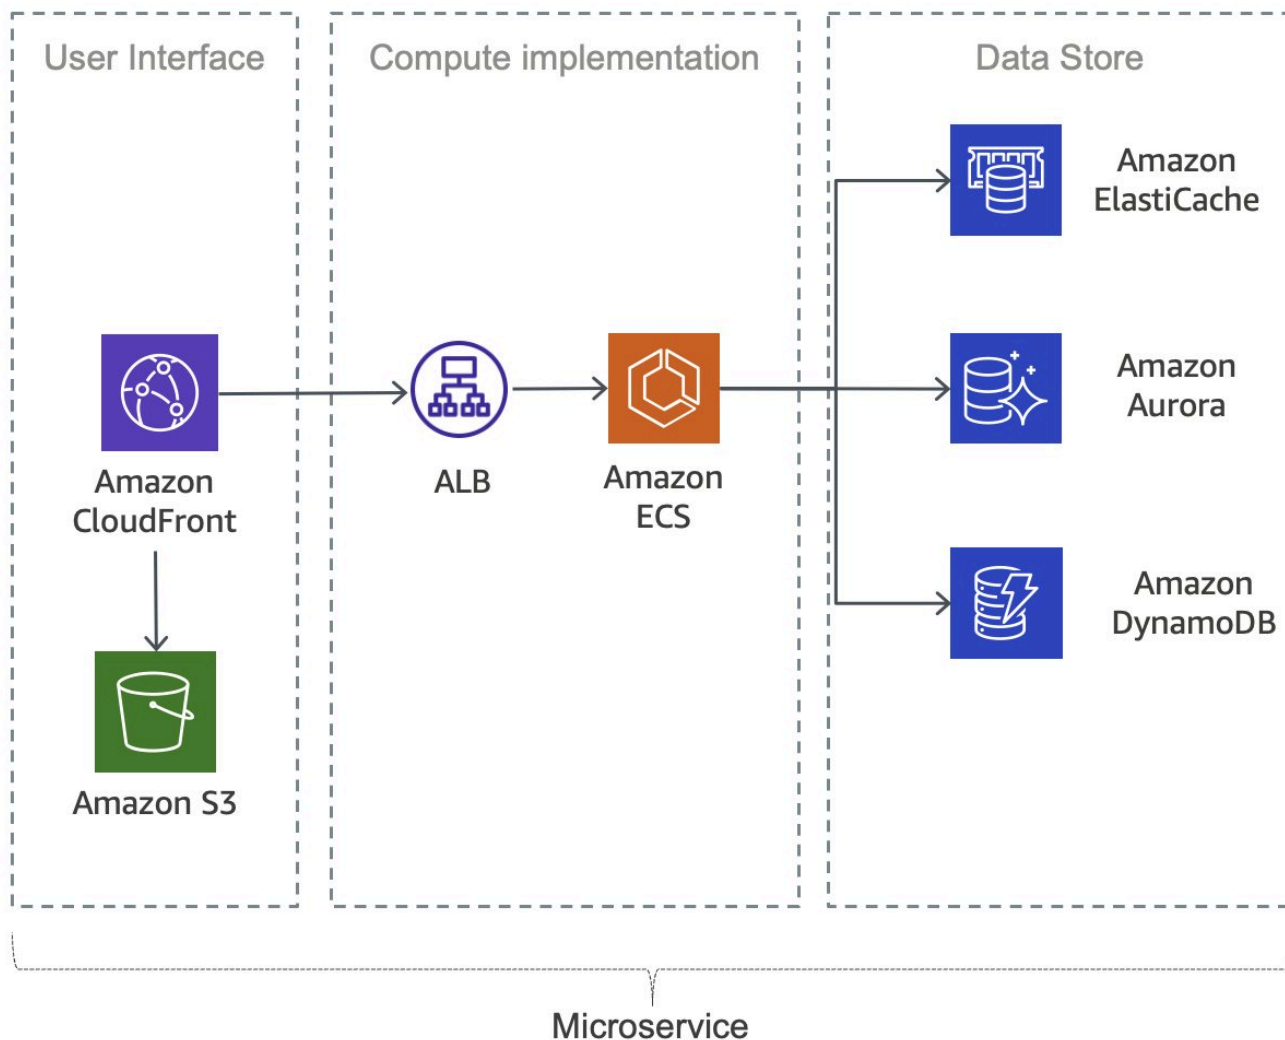 User Interface
Compute implementation
Data Store
Amazon
CloudFront
Amazon S3
ALB
Amazon
ECS
Amazon
ElastiCache
Amazon
Aurora
Amazon
DynamoDB
Microservice